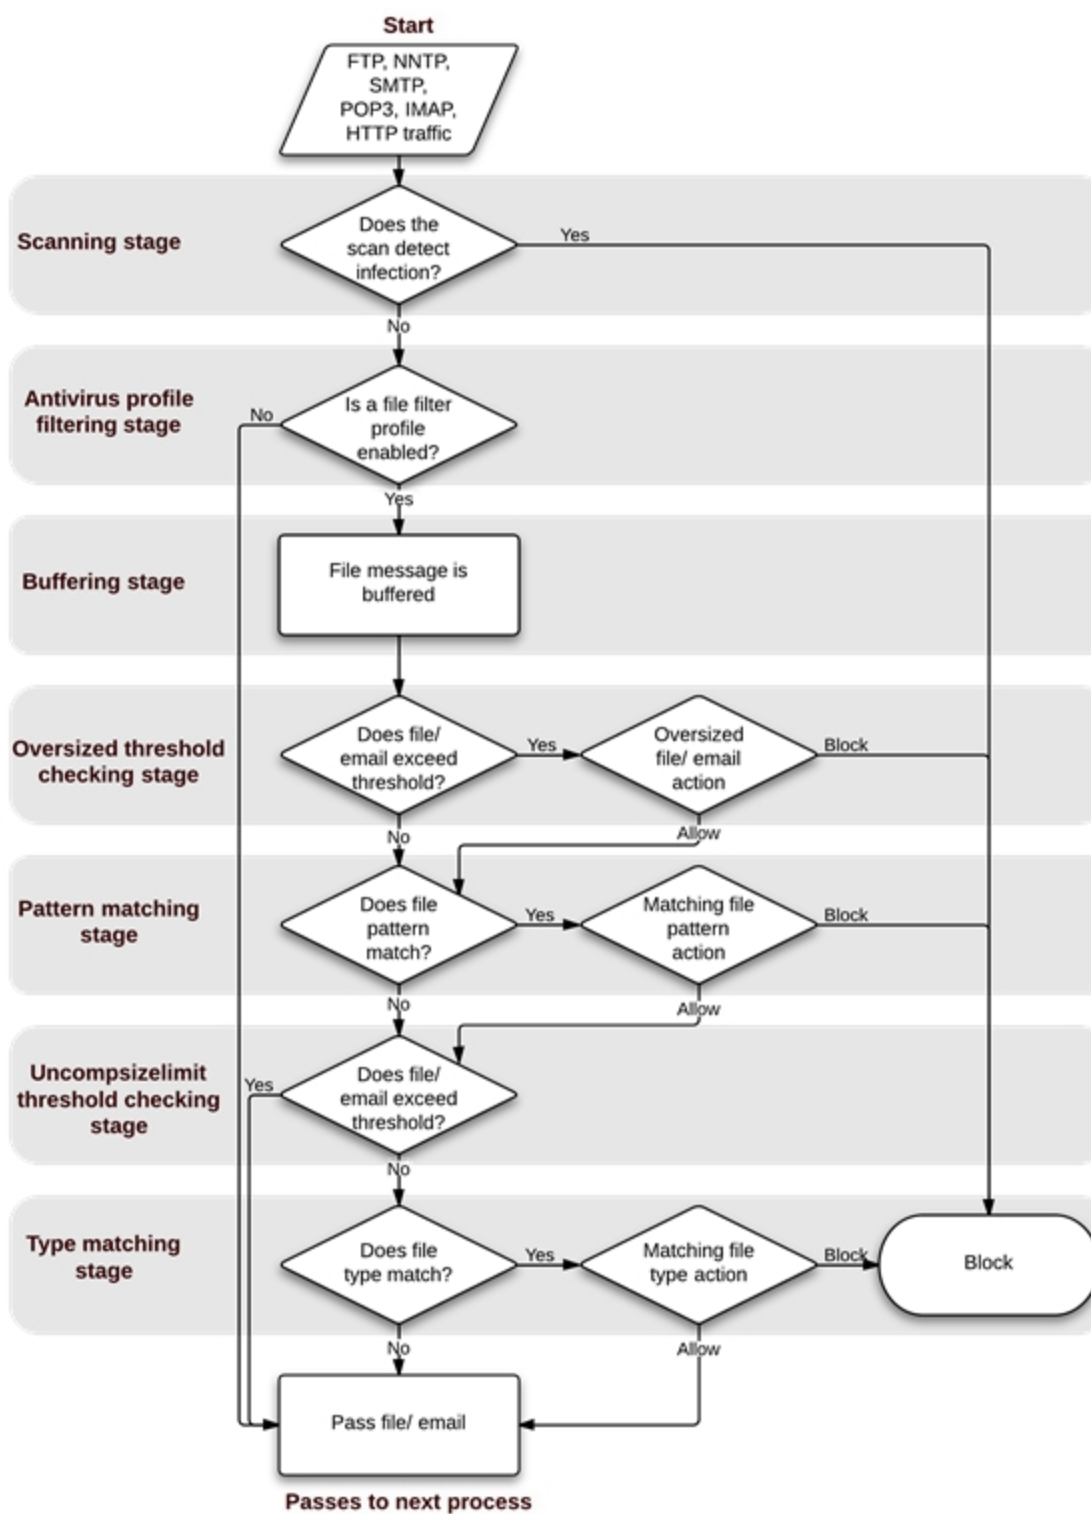 Start
FTP, NNTP,
SMTP,
POP3, IMAP,
HTTP traffic
Scanning stage
Does the
scan detect
infection?
Yes
No
Antivirus profile
filtering stage
No
Is a file filter
profile
enabled?
Yes
Buffering stage
File message is
buffered
Oversized threshold
checking stage
Does file/
email exceed
threshold?
Yes
Oversized
file/ email
action
Block
No
Allow
Pattern matching
stage
Does file
pattern
match?
Yes
Matching file
pattern
action
Block
No
Allow
Uncompsizelimit
threshold checking
stage
Yes
Does file/
email exceed
threshold?
No
Type matching
stage
Does file
type match?
Yes
Matching file
type action
Block
Block
No
Allow
Pass file/ email
Passes to next process